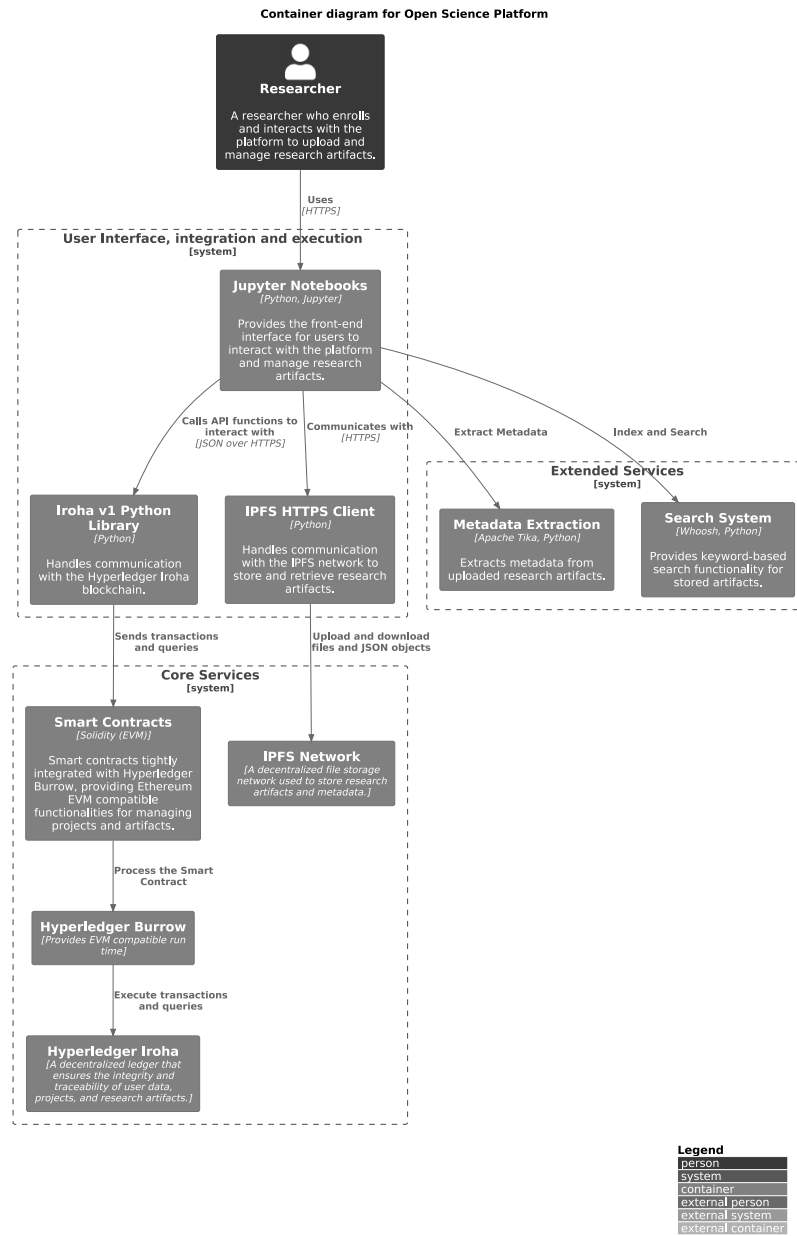 Container diagram for Open Science Platform
Researcher
A researcher who enrolls
and interacts with the
platform to upload and
manage research artifacts.
Uses
[HTTPS]
User Interface, integration and execution
[system]
Jupyter Notebooks
[Python, Jupyter]
Provides the front-end
interface for users to
interact with the platform
and manage research
artifacts.
Calls API functions to
interact with
[JSON over HTTPS]
Communicates with
[HTTPS]
Extract Metadata
Index and Search
Extended Services
[system]
Iroha v1 Python
Library
[Python]
Handles communication
with the Hyperledger Iroha
blockchain.
IPFS HTTPS Client
[Python]
Handles communication
with the IPFS network to
store and retrieve research
artifacts.
Metadata Extraction
[Apache Tika, Python]
Extracts metadata from
uploaded research artifacts.
Search System
[Whoosh, Python]
Provides keyword-based
search functionality for
stored artifacts.
Sends transactions
and queries
Upload and download
files and JSON objects
Core Services
[system]
Smart Contracts
[Solidity (EVM)]
Smart contracts tightly
integrated with Hyperledger
Burrow, providing Ethereum
EVM compatible
functionalities for managing
projects and artifacts.
IPFS Network
[A decentralized file storage
network used to store research
artifacts and metadata.]
Process the Smart
Contract
Hyperledger Burrow
[Provides EVM compatible run
time]
Execute transactions
and queries
Hyperledger Iroha
[A decentralized ledger that
ensures the integrity and
traceability of user data,
projects, and research artifacts.]
Legend
person
system
container
external person
external system
external container